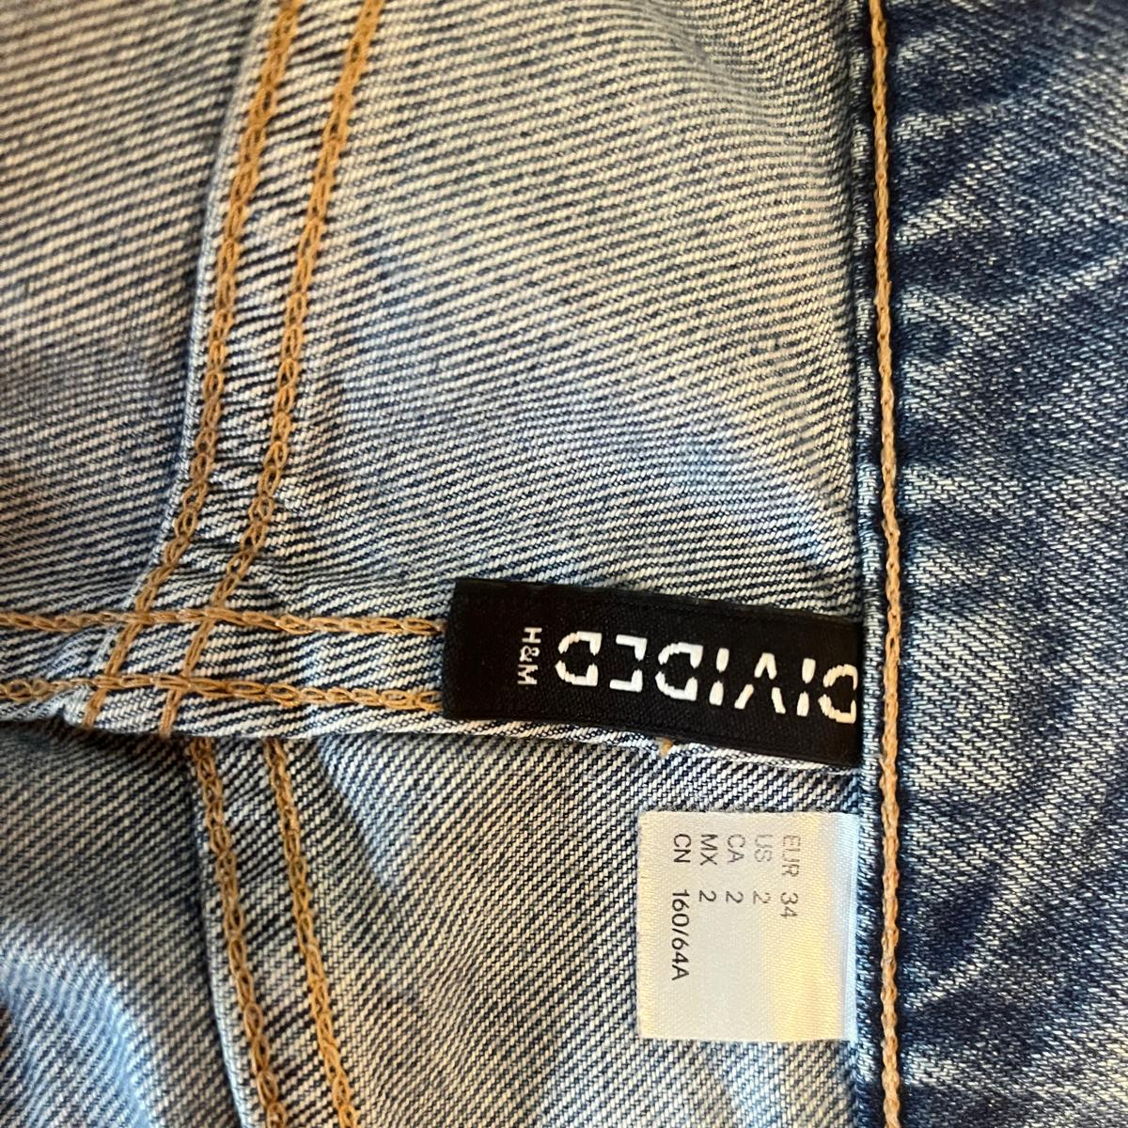 DIVIDED
H&M
EUR 34
US 2
CA 2
MX 2
CN 160/64A